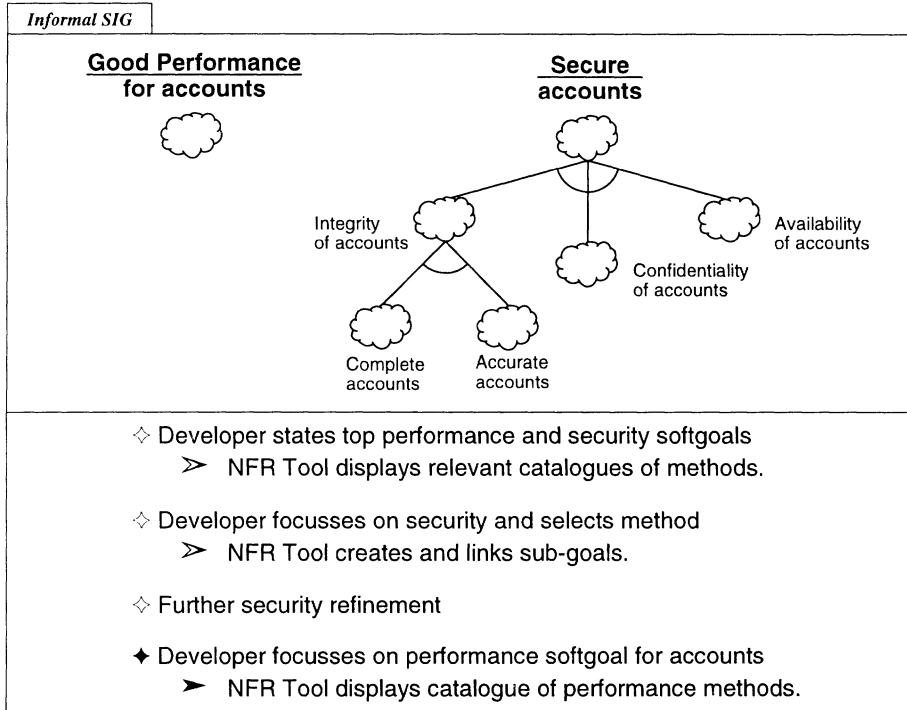 Informal SIG
Good Performance
for accounts
Secure
accounts
Integrity
of accounts
Availability
of accounts
Confidentiality
of accounts
Complete
accounts
Accurate
accounts
✧ Developer states top performance and security softgoals
➢ NFR Tool displays relevant catalogues of methods.
✧ Developer focusses on security and selects method
➢ NFR Tool creates and links sub-goals.
✧ Further security refinement
✦ Developer focusses on performance softgoal for accounts
➤ NFR Tool displays catalogue of performance methods.